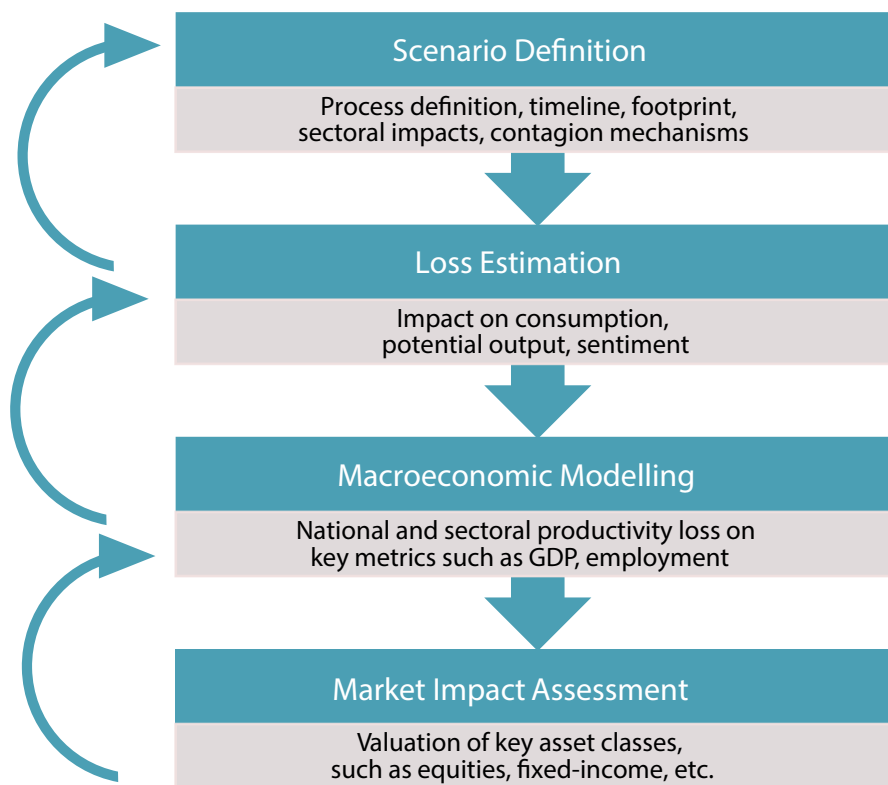 Scenario Definition
Process definition, timeline, footprint,
sectoral impacts, contagion mechanisms
Loss Estimation
Impact on consumption,
potential output, sentiment
Macroeconomic Modelling
National and sectoral productivity loss on
key metrics such as GDP, employment
Market Impact Assessment
Valuation of key asset classes,
such as equities, fixed-income, etc.